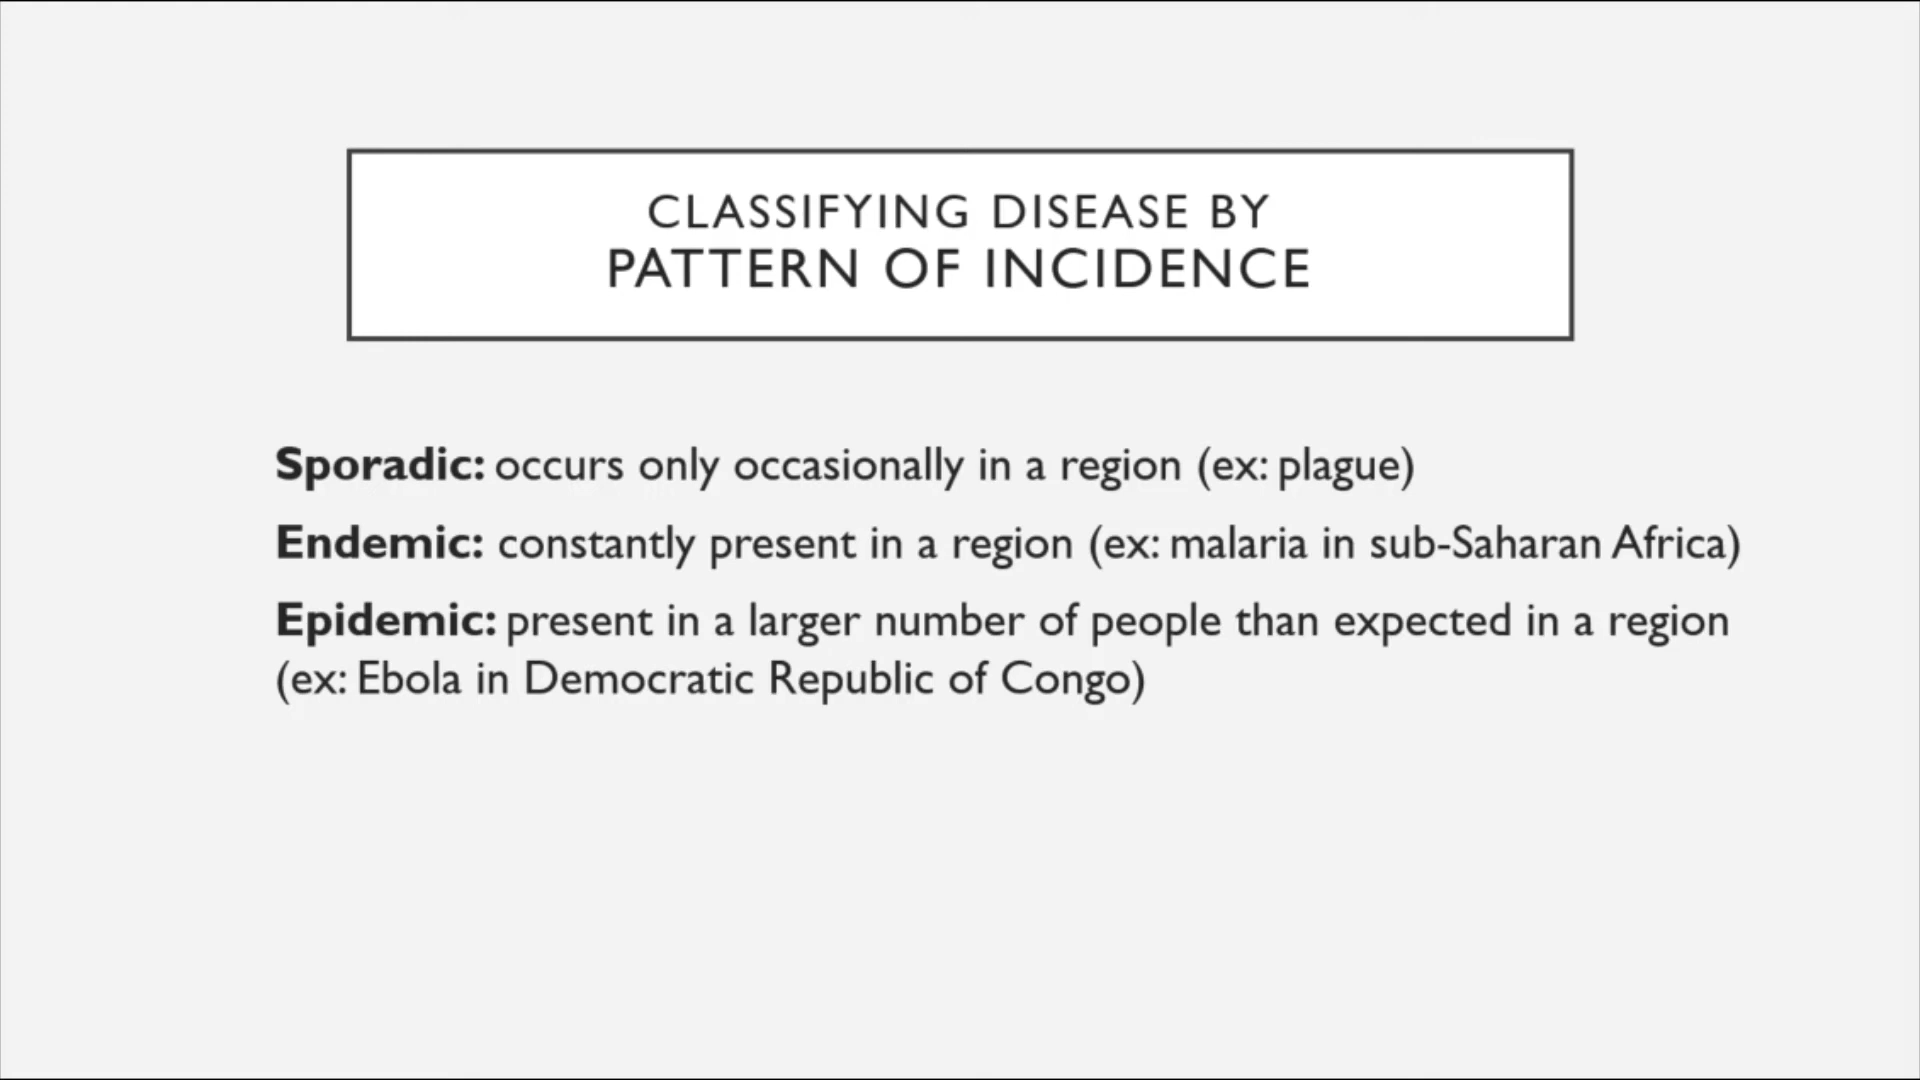 CLASSIFYING DISEASE BY
PATTERN OF INCIDENCE
Sporadic: occurs only occasionally in a region (ex: plague)
Endemic: constantly present in a region (ex: malaria in sub-Saharan Africa)
Epidemic: present in a larger number of people than expected in a region
(ex: Ebola in Democratic Republic of Congo)